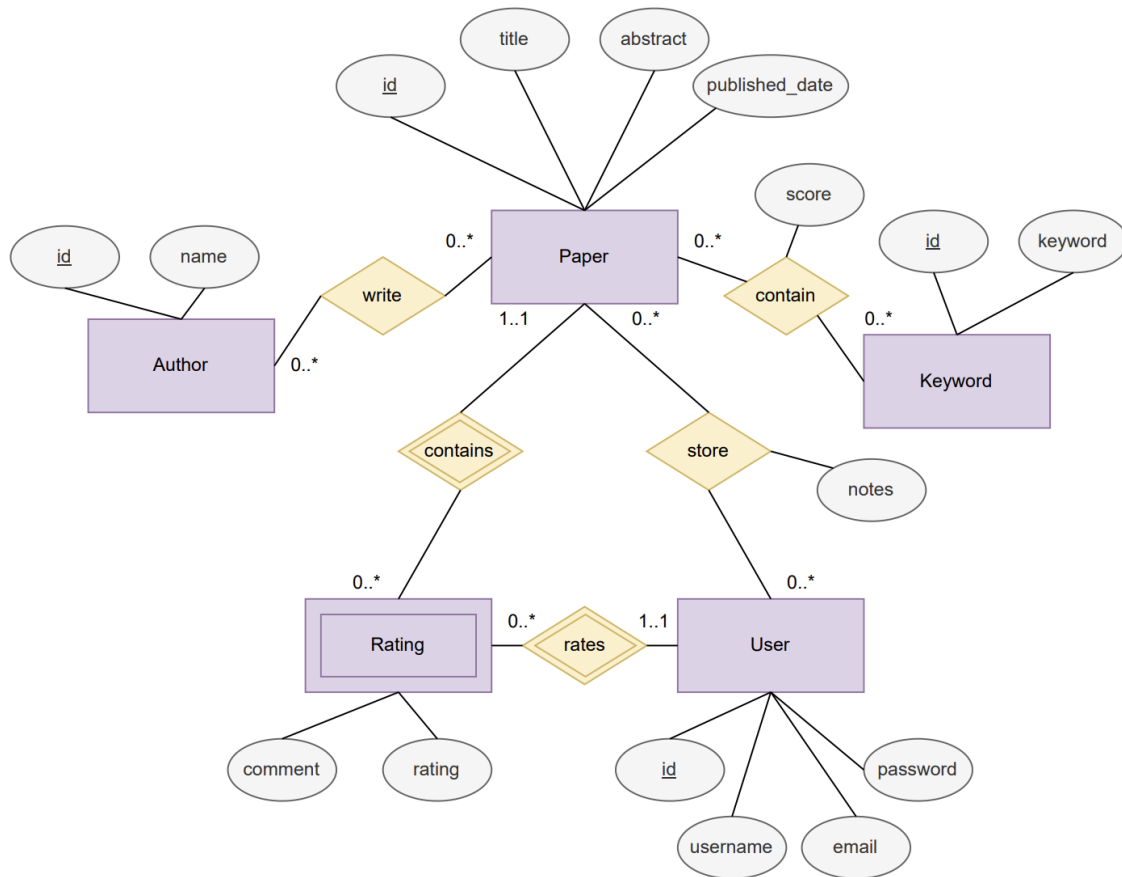 title
abstract
id
published_date
score
id
name
0..*
Paper
0..*
id
keyword
write
contain
Author
0..*
1..1
0..*
0..*
Keyword
contains
store
notes
0..*
0..*
Rating
0..*
rates
1..1
User
comment
rating
id
password
username
email